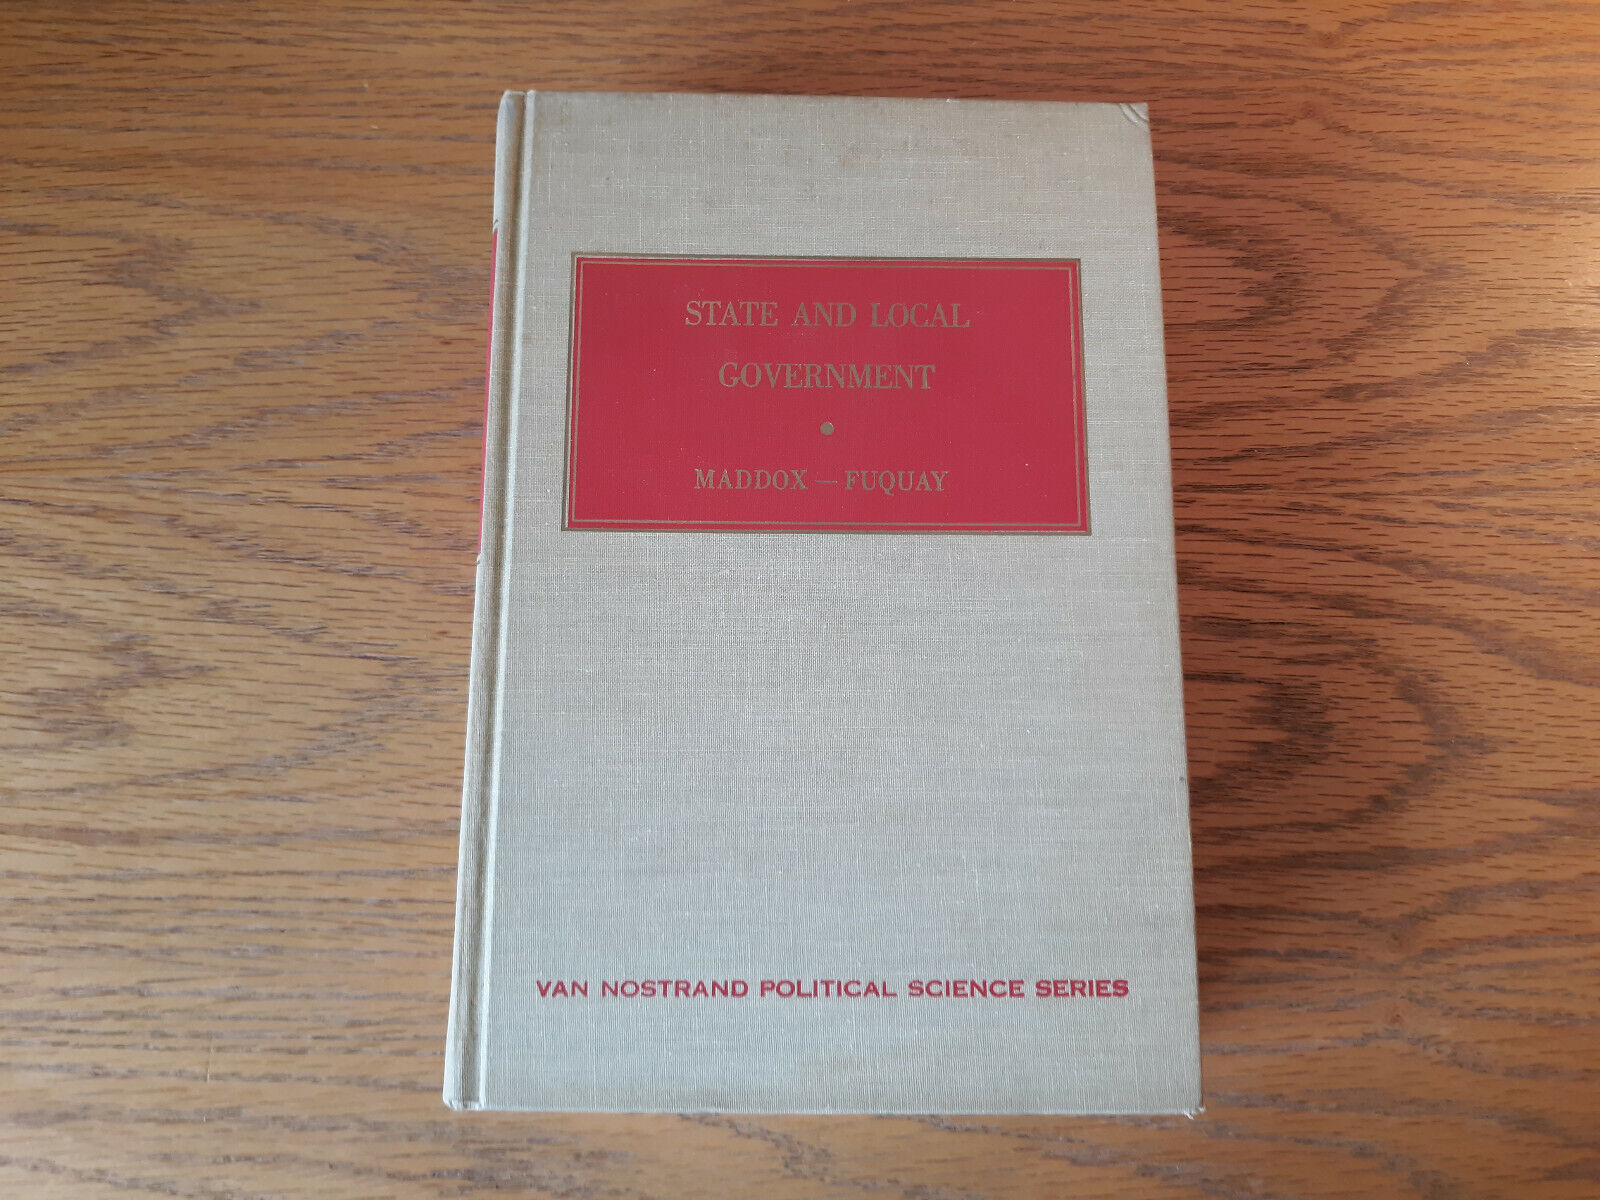 STATE AND LOCAL
GOVERNMENT
MADDOX — FUQUAY
VAN NOSTRAND POLITICAL SCIENCE SERIES